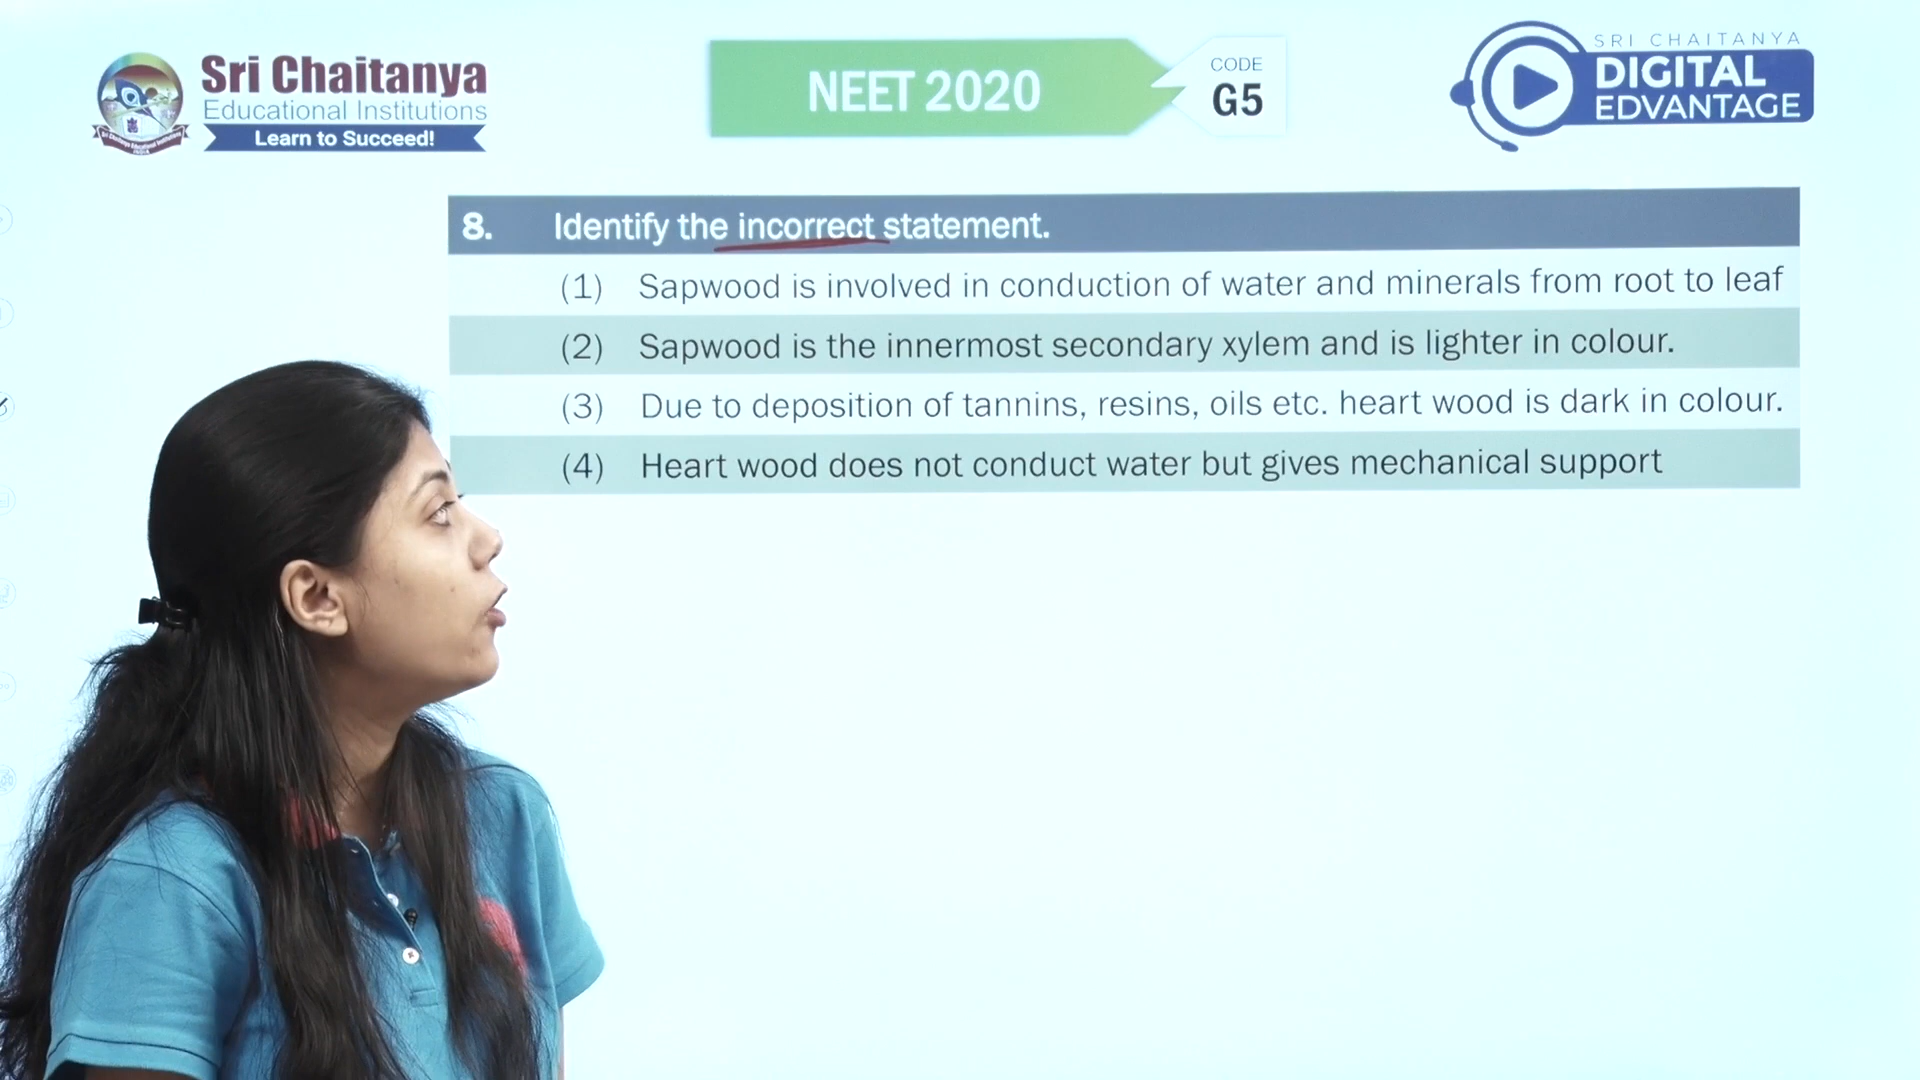 Sri Chaitanya
Educational Institutions
Learn to Succeed!
NEET 2020
CODE
G5
SRI CHAITANYA
DIGITAL
EDVANTAGE
8. Identify the incorrect statement.
(1) Sapwood is involved in conduction of water and minerals from root to leaf
(2) Sapwood is the innermost secondary xylem and is lighter in colour.
(3) Due to deposition of tannins, resins, oils etc. heart wood is dark in colour.
(4) Heart wood does not conduct water but gives mechanical support